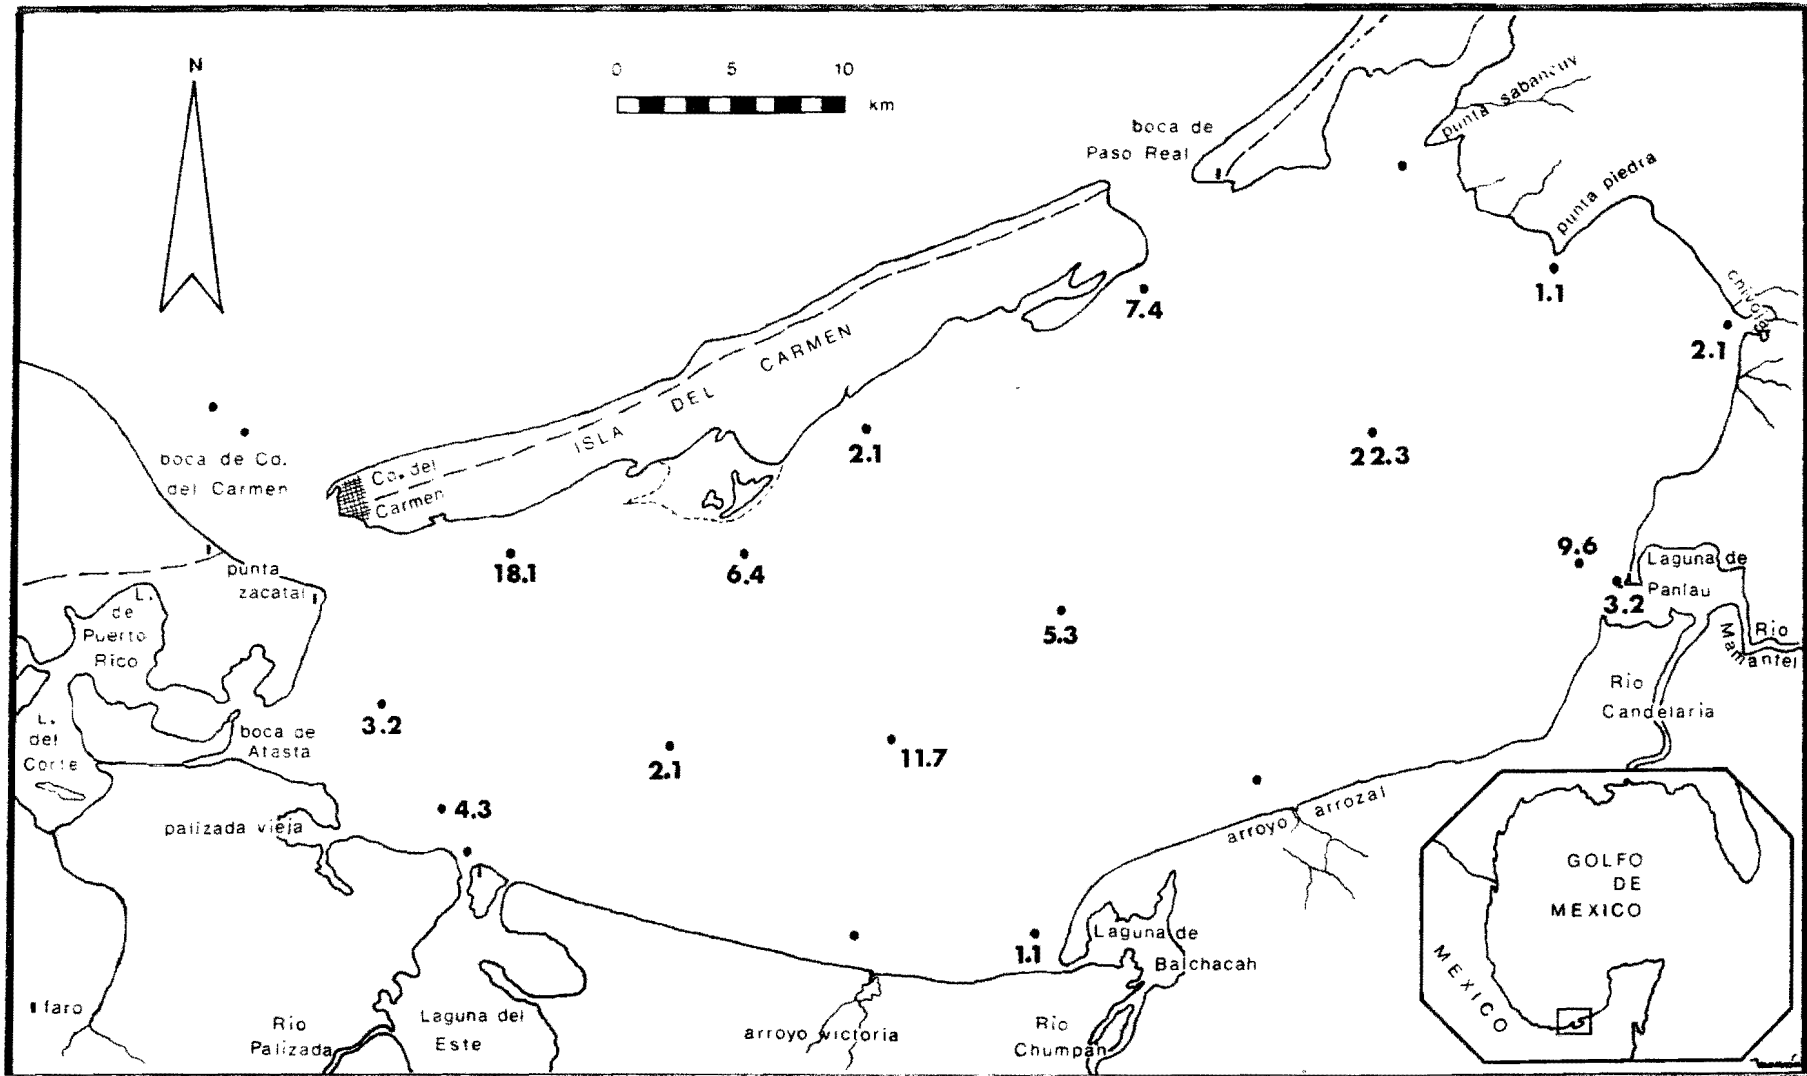 N
0 5 10
km
boca de
Paso Real
punta sabancuy
punta piedra
1.1
7.4
2.1
ISLA DEL CARMEN
boca de Co.
del Carmen
Co. del
Carmen
2.1
22.3
18.1
6.4
9.6
Laguna de
Panlau
3.2
punta
zacatal
L.
de
Puerto
Rico
5.3
Rio
Mamantel
Rio
Candelaria
3.2
L.
del
Corte
boca de
Atasta
2.1
11.7
4.3
palizada vieja
arroyo arrozal
GOLFO
DE
MEXICO
MEXICO
1.1
Laguna de
Balchacah
faro
Rio
Palizada
Laguna del
Este
arroyo victoria
Rio
Chumpán